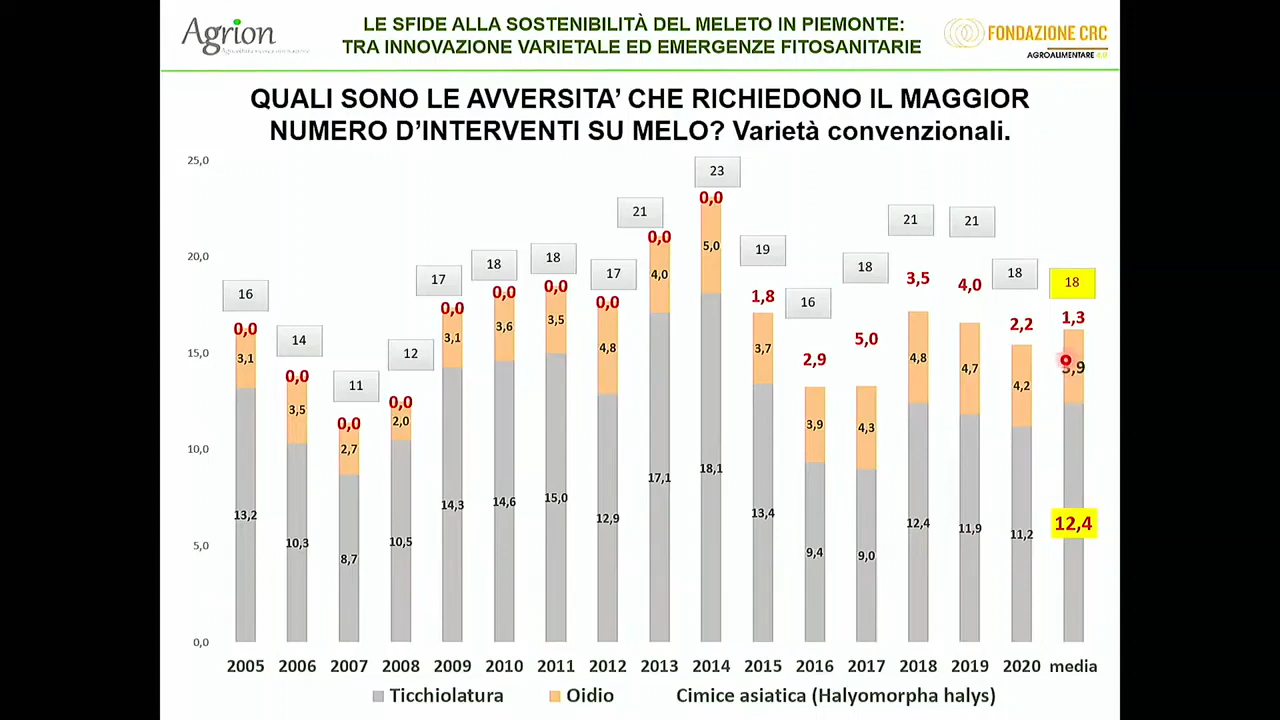 Agrion
LE SFIDE ALLA SOSTENIBILITÀ DEL MELETO IN PIEMONTE:
TRA INNOVAZIONE VARIETALE ED EMERGENZE FITOSANITARIE
FONDAZIONE CRC
AGROALIMENTARE 4.0
QUALI SONO LE AVVERSITA’ CHE RICHIEDONO IL MAGGIOR
NUMERO D’INTERVENTI SU MELO? Varietà convenzionali.
25,0
20,0
15,0
10,0
5,0
0,0
16 14 11 12 17 18 18 17 21 23 19 16 18 21 21 18 18
0,0 0,0 0,0 0,0 0,0 0,0 0,0 0,0 0,0 0,0 1,8 2,9 5,0 3,5 4,0 2,2 1,3
3,1 3,5 2,7 2,0 3,1 3,6 3,5 4,8 4,0 5,0 3,7 3,9 4,3 4,8 4,7 4,2 3,9
13,2 10,3 8,7 10,5 14,3 14,6 15,0 12,9 17,1 18,1 13,4 9,4 9,0 12,4 11,9 11,2 12,4
2005 2006 2007 2008 2009 2010 2011 2012 2013 2014 2015 2016 2017 2018 2019 2020 media
Ticchiolatura Oidio Cimice asiatica (Halyomorpha halys)